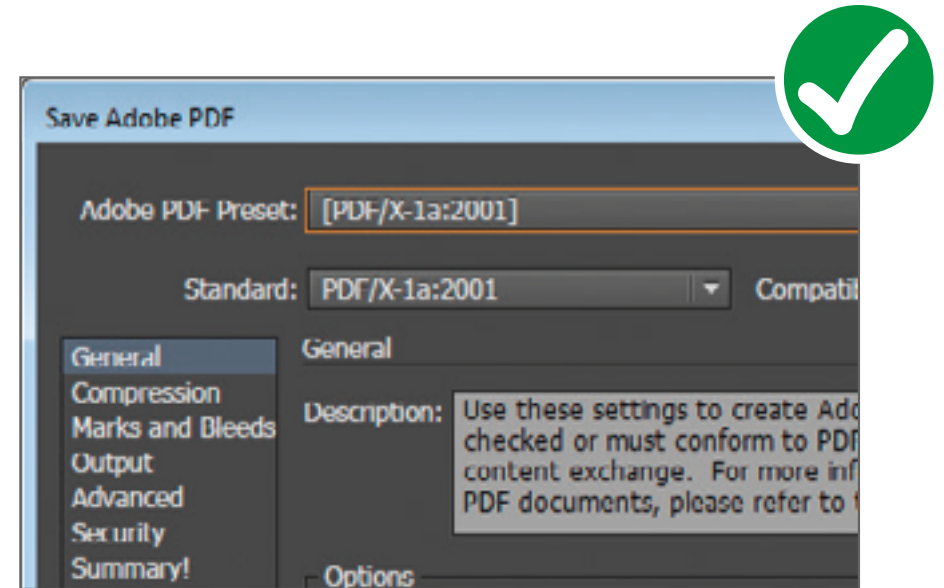 Save Adobe PDF
Adobe PDF Preset: [PDF/X-1a:2001]
Standard: PDF/X-1a:2001 Compatib
General
Compression
Marks and Bleeds
Output
Advanced
Security
Summary!
General
Description: Use these settings to create Ado
checked or must conform to PDF
content exchange. For more inf
PDF documents, please refer to
Options